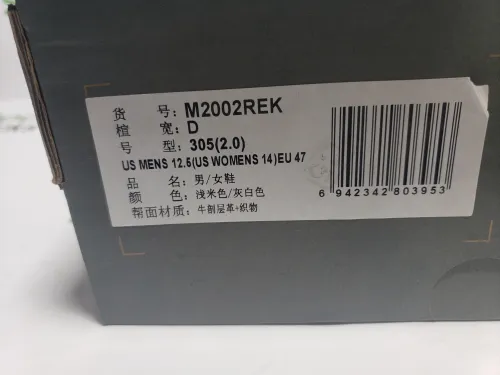 货 号: M2002REK
楦 宽: D
号 型: 305(2.0)
US MENS 12.5(US WOMENS 14)EU 47
品 名: 男/女鞋
颜 色: 浅米色/灰白色
帮面材质: 牛剖层革+织物
6 942342 803953